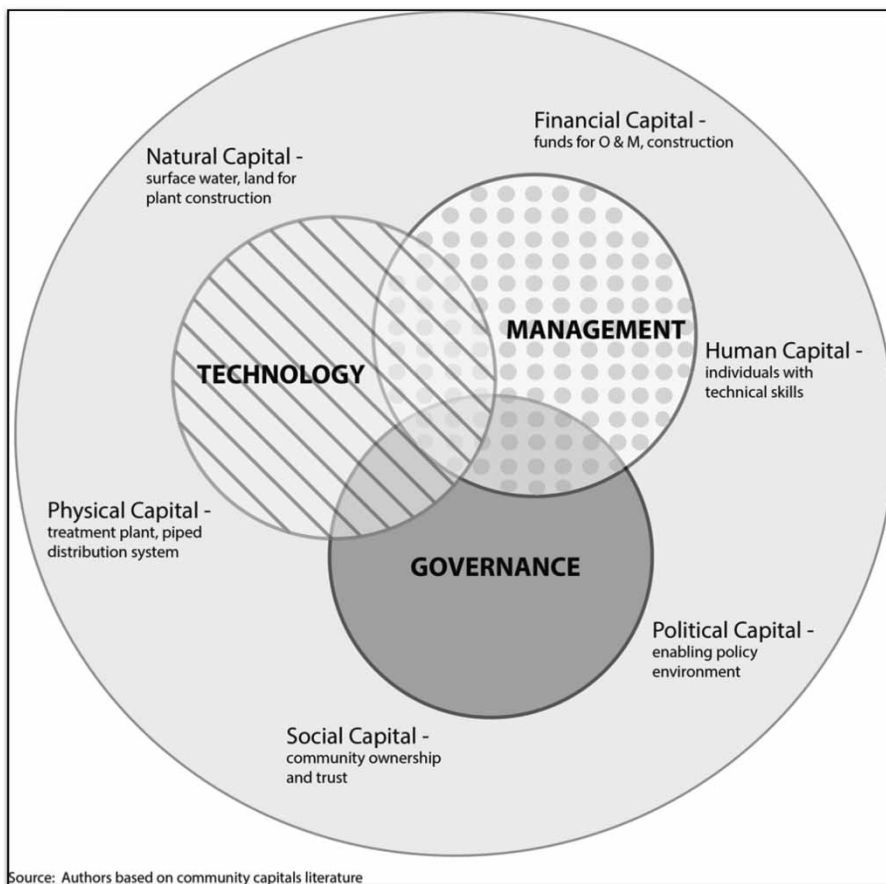 Financial Capital -
funds for O & M, construction
Natural Capital -
surface water, land for
plant construction
MANAGEMENT
Human Capital -
individuals with
technical skills
TECHNOLOGY
Physical Capital -
treatment plant, piped
distribution system
GOVERNANCE
Political Capital -
enabling policy
environment
Social Capital -
community ownership
and trust
Source: Authors based on community capitals literature